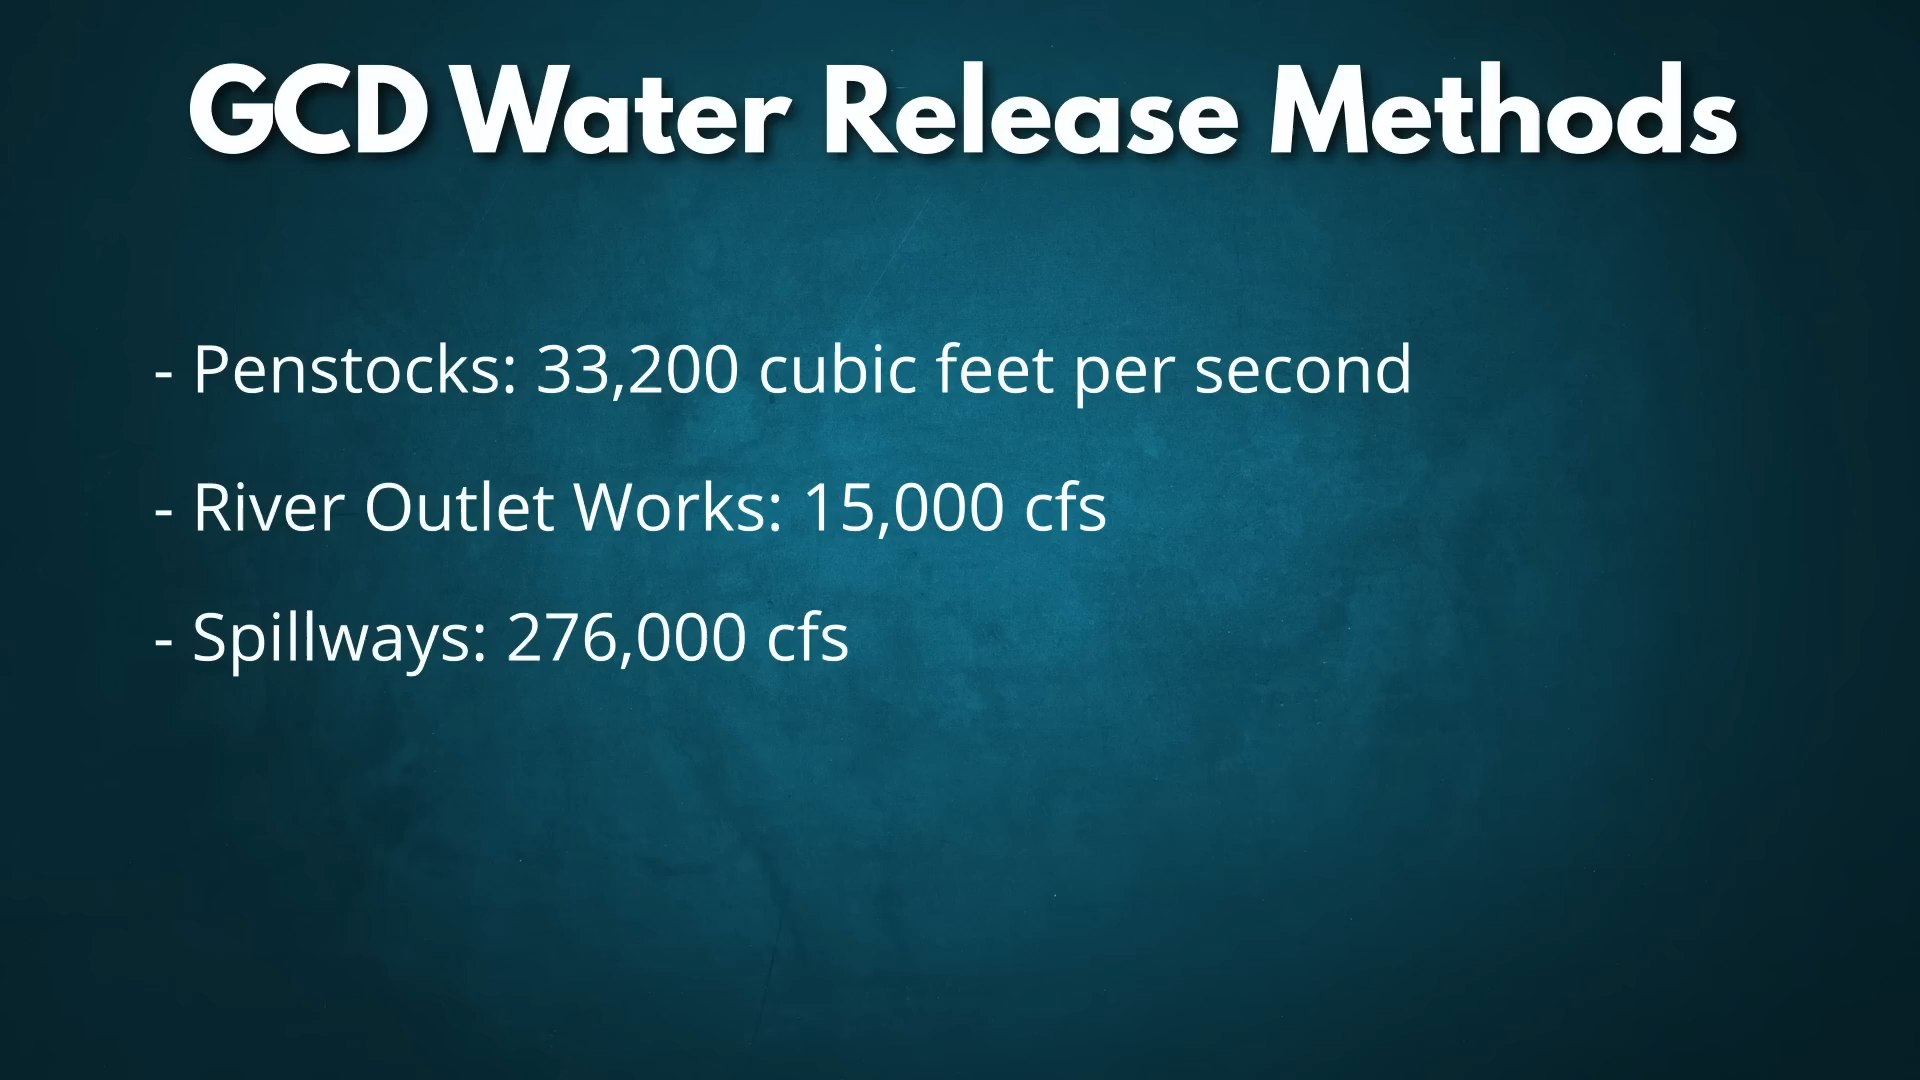 GCD Water Release Methods
- Penstocks: 33,200 cubic feet per second
- River Outlet Works: 15,000 cfs
- Spillways: 276,000 cfs